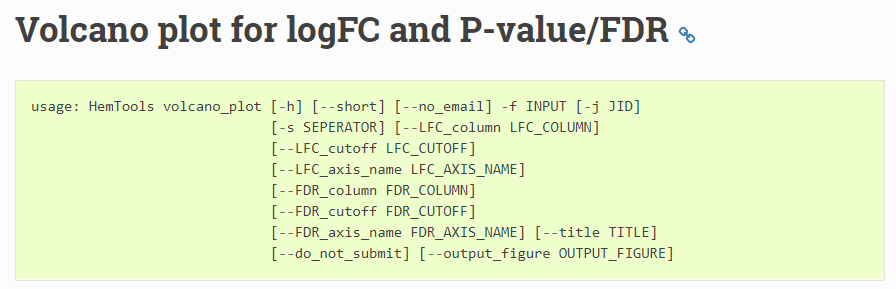 Volcano plot for logFC and P-value/FDR
usage: HemTools volcano_plot [-h] [--short] [--no_email] -f INPUT [-j JID]
[-s SEPERATOR] [--LFC_column LFC_COLUMN]
[--LFC_cutoff LFC_CUTOFF]
[--LFC_axis_name LFC_AXIS_NAME]
[--FDR_column FDR_COLUMN]
[--FDR_cutoff FDR_CUTOFF]
[--FDR_axis_name FDR_AXIS_NAME] [--title TITLE]
[--do_not_submit] [--output_figure OUTPUT_FIGURE]